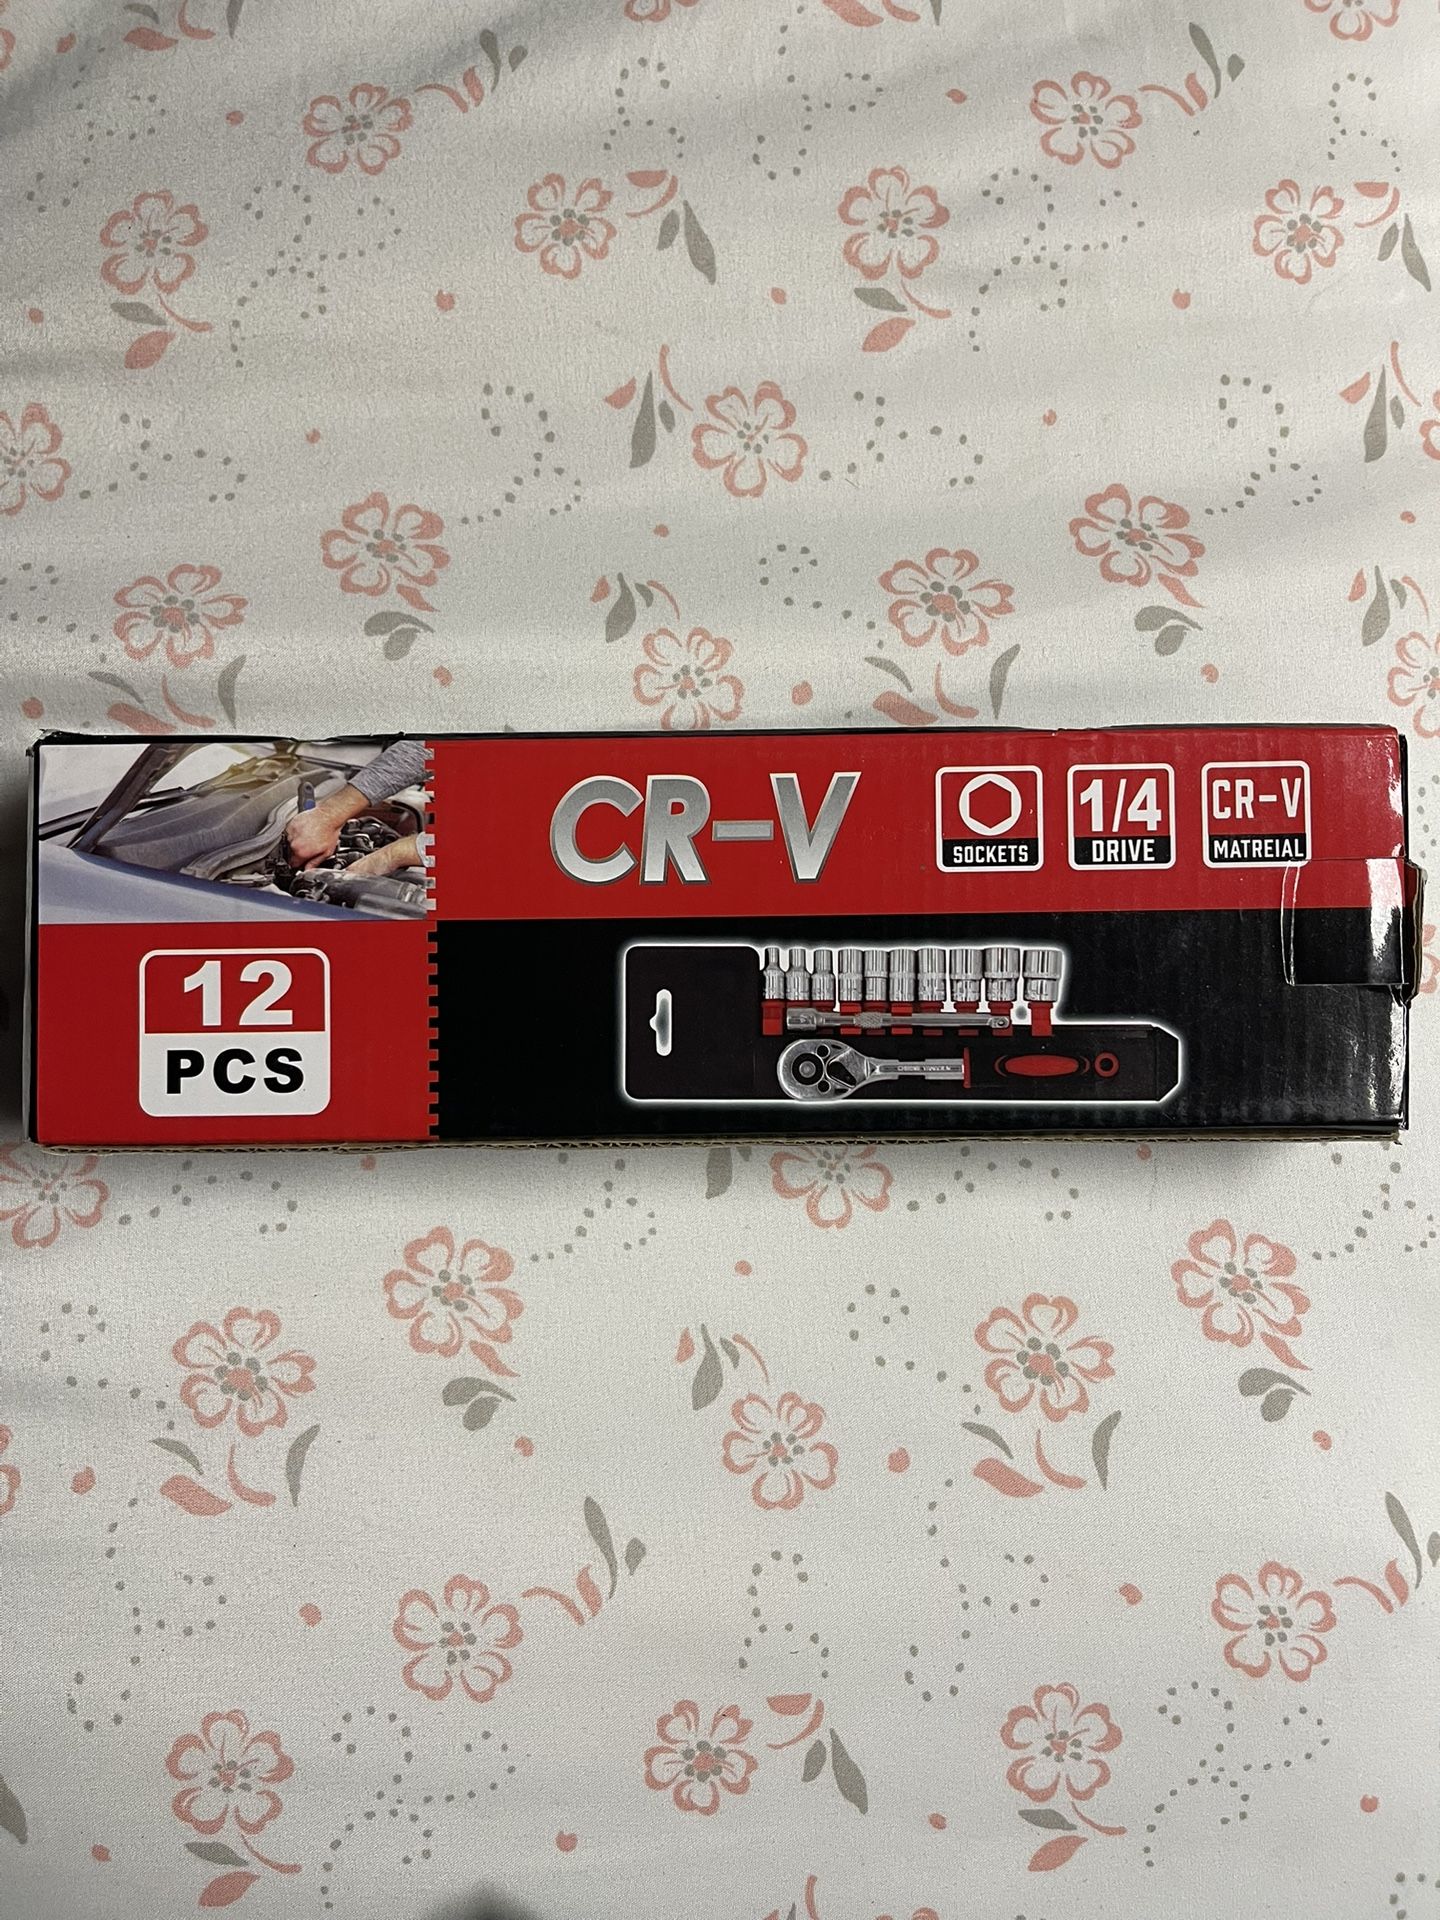 CR-V
SOCKETS
1/4
DRIVE
CR-V
MATREIAL
12
PCS